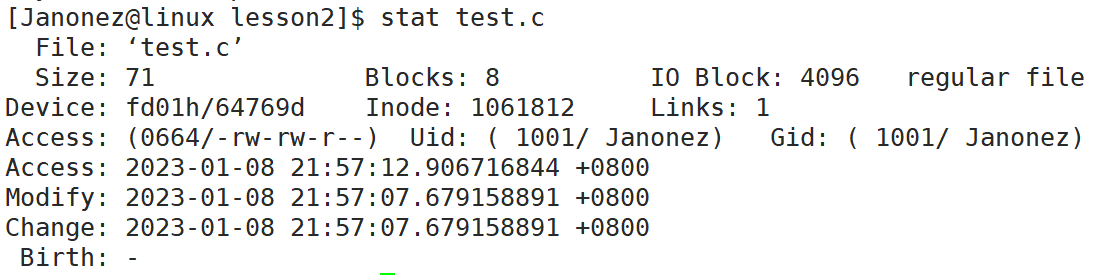 [Janonez@linux lesson2]$ stat test.c
  File: ‘test.c’
  Size: 71              Blocks: 8          IO Block: 4096   regular file
Device: fd01h/64769d    Inode: 1061812     Links: 1
Access: (0664/-rw-rw-r--)  Uid: ( 1001/ Janonez)   Gid: ( 1001/ Janonez)
Access: 2023-01-08 21:57:12.906716844 +0800
Modify: 2023-01-08 21:57:07.679158891 +0800
Change: 2023-01-08 21:57:07.679158891 +0800
 Birth: -